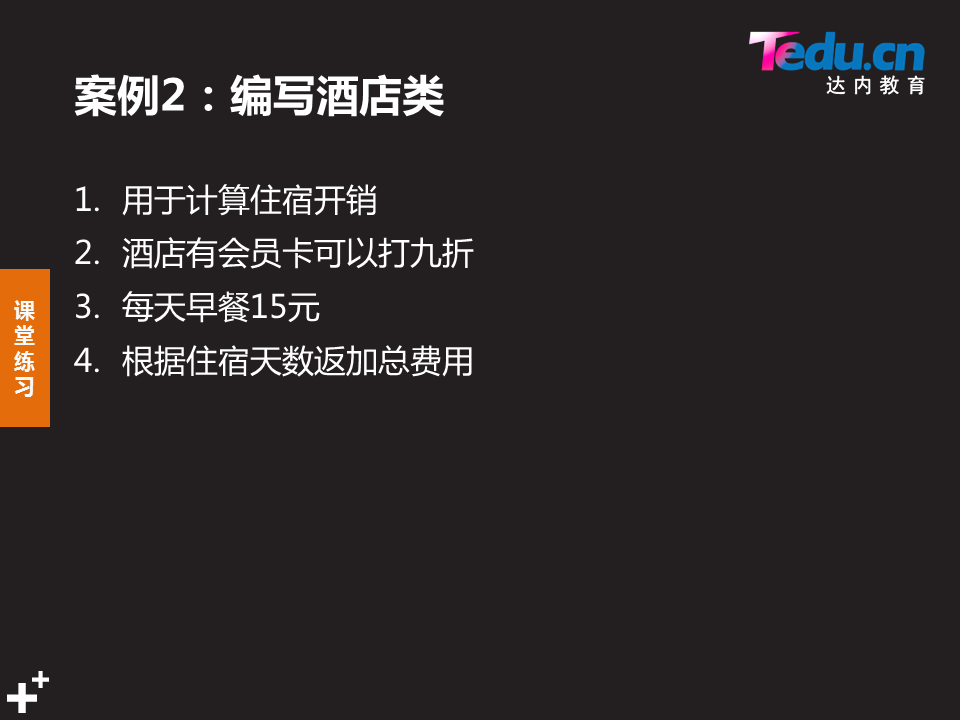 Tedu.cn
达内教育
案例2：编写酒店类
1. 用于计算住宿开销
2. 酒店有会员卡可以打九折
3. 每天早餐15元
4. 根据住宿天数返加总费用
课
堂
练
习